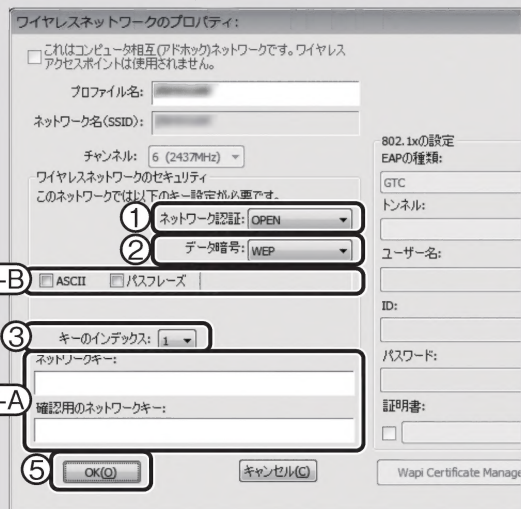 ワイヤレスネットワークのプロパティ:
これはコンピュータ相互(アドホック)ネットワークです。ワイヤレス
アクセスポイントは使用されません。
プロファイル名:
ネットワーク名(SSID):
チャンネル: 6 (2437MHz)
ワイヤレスネットワークのセキュリティ
このネットワークでは以下のキー設定が必要です。
① ネットワーク認証: OPEN
② データ暗号: WEP
-B ASCII パスフレーズ
③ キーのインデックス: 1
ネットワークキー:
-A
確認用のネットワークキー:
⑤ OK(O) キャンセル(C)
802.1xの設定
EAPの種類:
GTC
トンネル:
ユーザー名:
ID:
パスワード:
証明書:
Wapi Certificate Manage